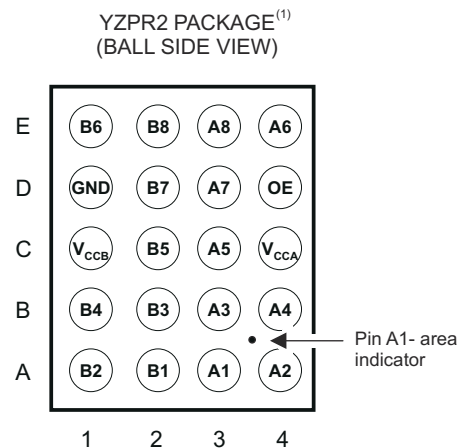 YZPR2 PACKAGE(1)
(BALL SIDE VIEW)
E B6 B8 A8 A6
D GND B7 A7 OE
C VCCB B5 A5 VCCA
B B4 B3 A3 A4
Pin A1- area
indicator
A B2 B1 A1 A2
1 2 3 4